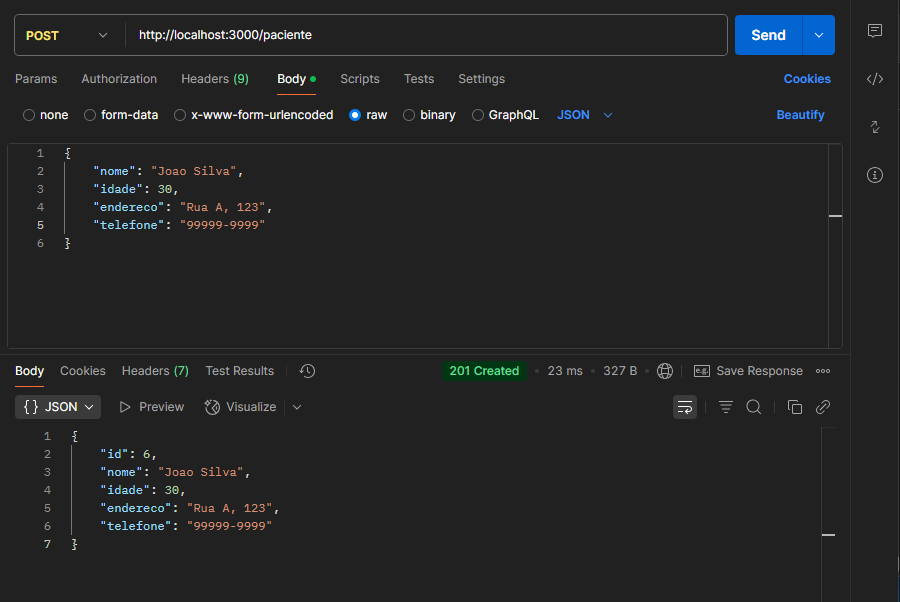 POST http://localhost:3000/paciente Send
Params Authorization Headers (9) Body Scripts Tests Settings Cookies
none form-data x-www-form-urlencoded raw binary GraphQL JSON Beautify
1 {
2 "nome": "Joao Silva",
3 "idade": 30,
4 "endereco": "Rua A, 123",
5 "telefone": "99999-9999"
6 }
Body Cookies Headers (7) Test Results 201 Created • 23 ms • 327 B • e.g. Save Response
{} JSON Preview Visualize
1 {
2 "id": 6,
3 "nome": "Joao Silva",
4 "idade": 30,
5 "endereco": "Rua A, 123",
6 "telefone": "99999-9999"
7 }